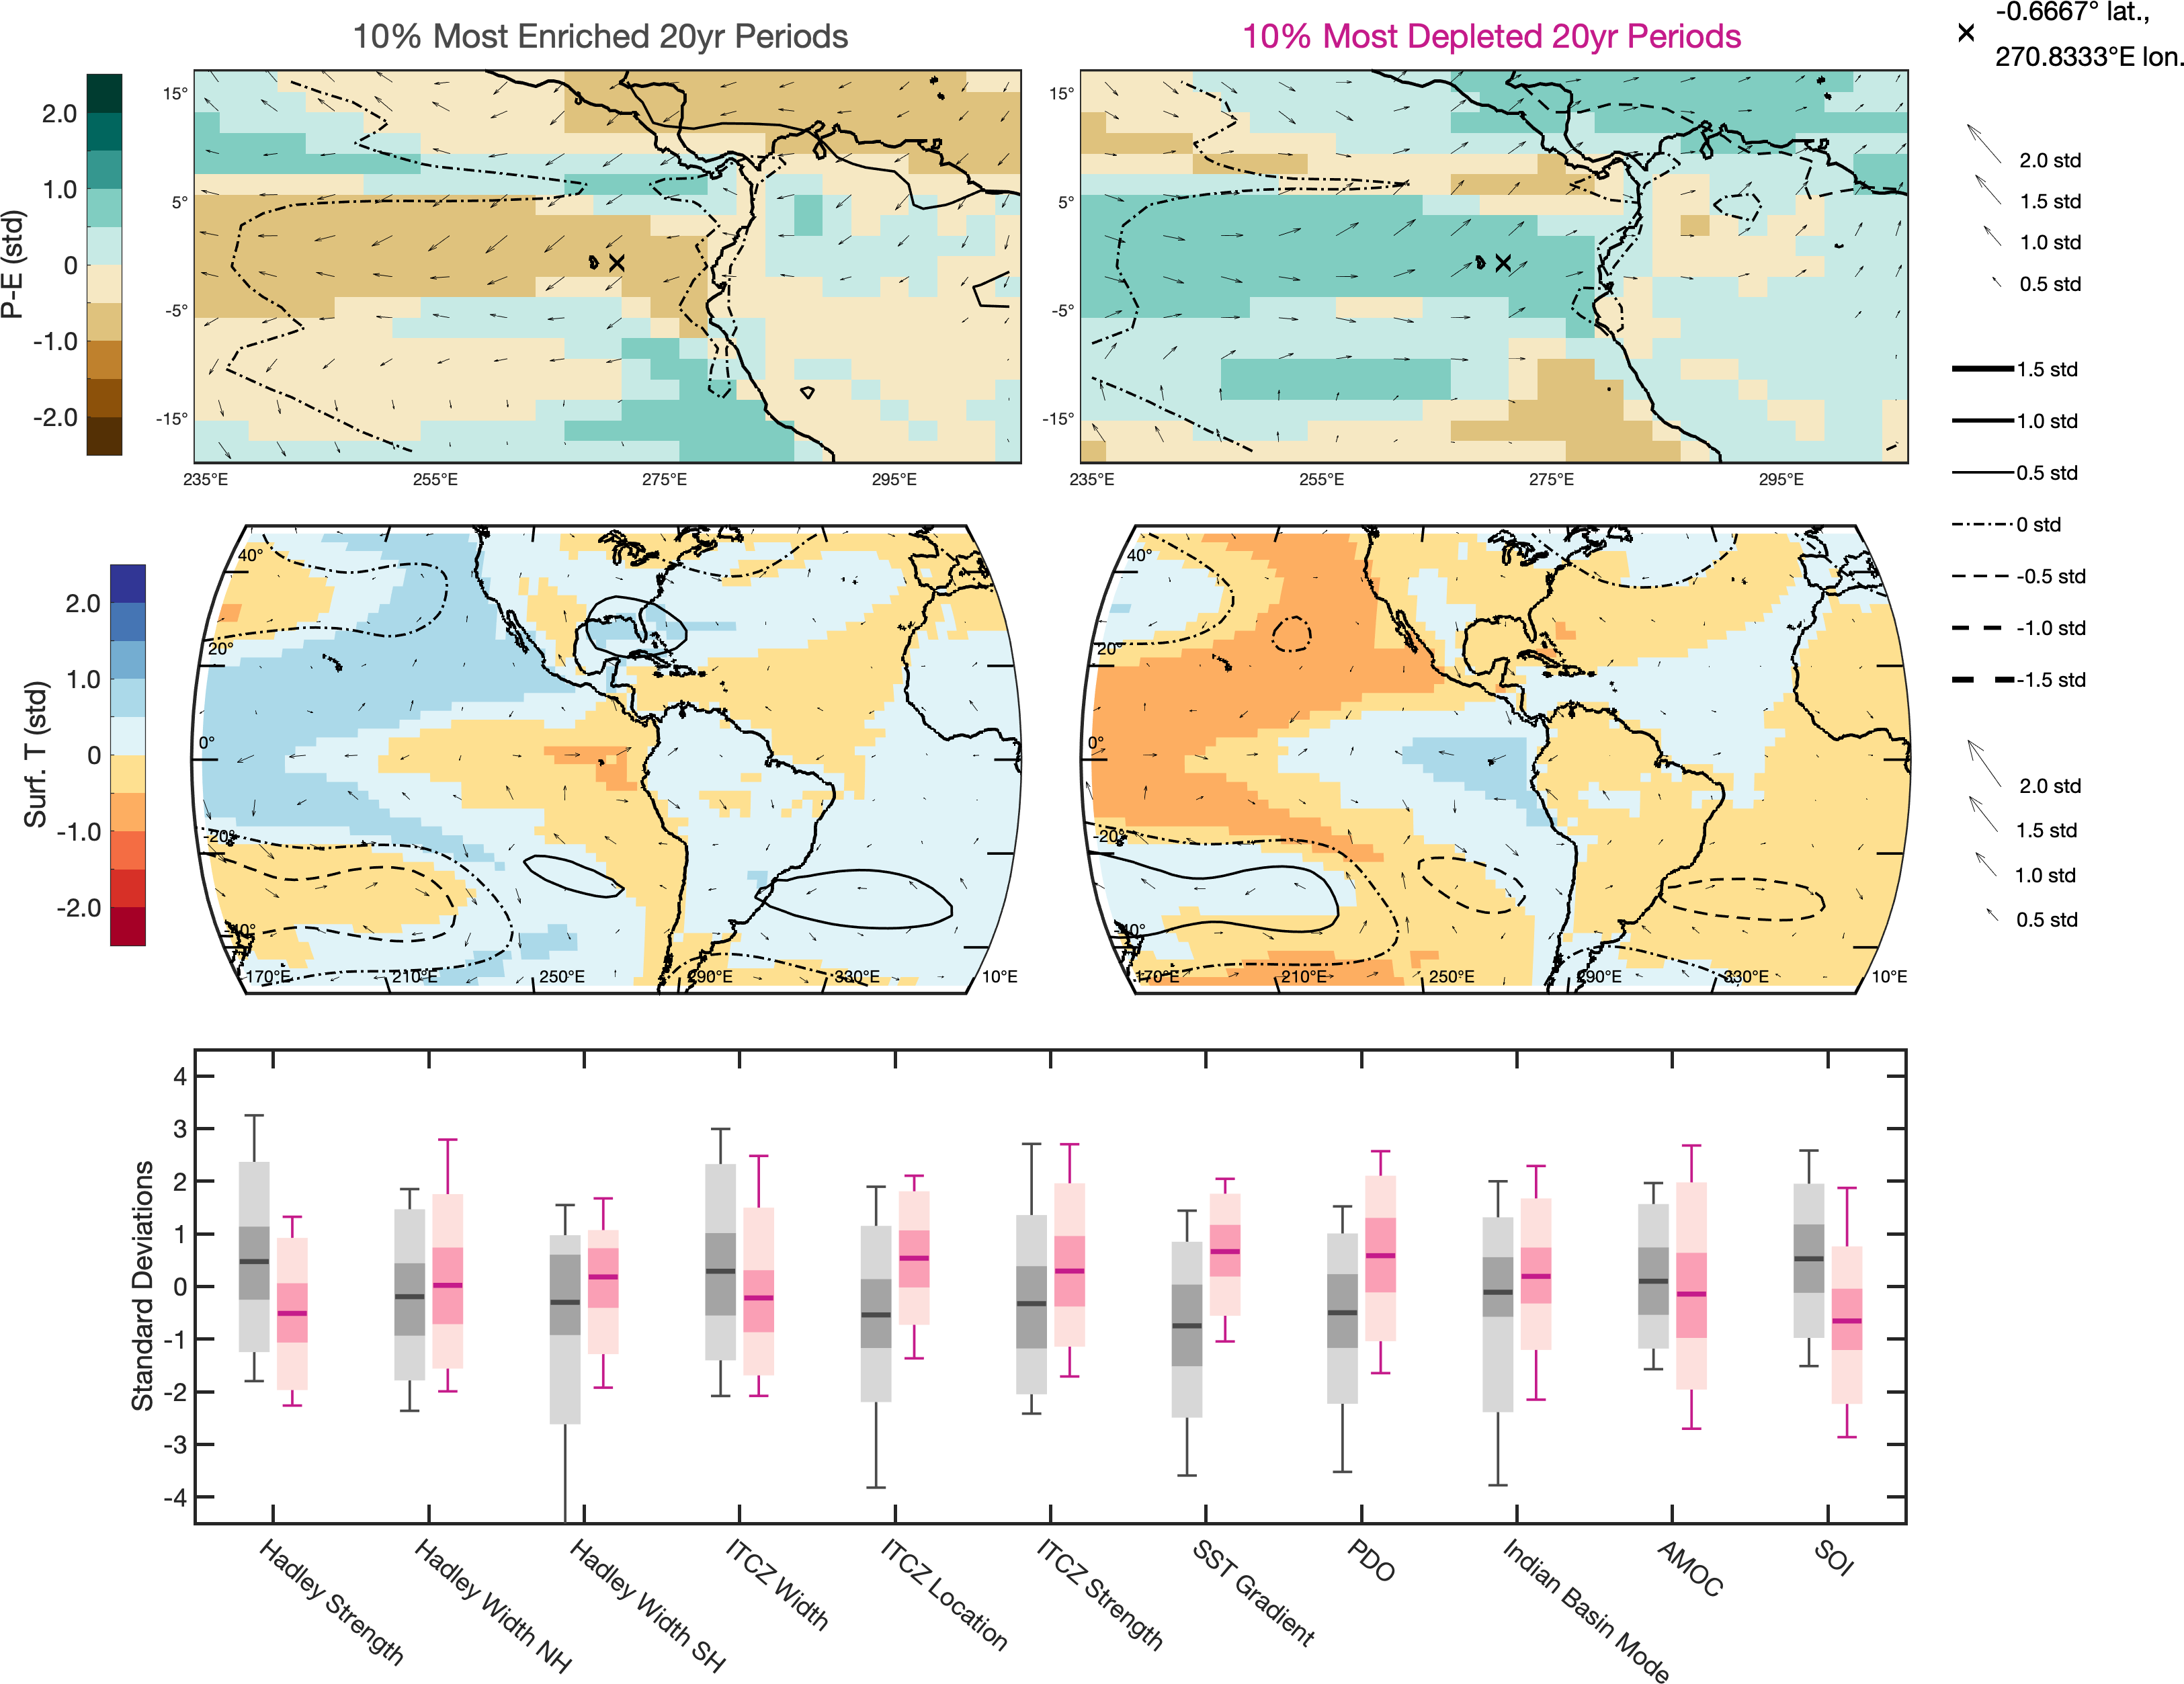 10% Most Enriched 20yr Periods
10% Most Depleted 20yr Periods
-0.6667° lat.,
270.8333°E lon.
P-E (std)
2.0
1.0
0
-1.0
-2.0
15°
5°
-5°
-15°
235°E
255°E
275°E
295°E
15°
5°
-5°
-15°
235°E
255°E
275°E
295°E
2.0 std
1.5 std
1.0 std
0.5 std
1.5 std
1.0 std
0.5 std
0 std
-0.5 std
-1.0 std
-1.5 std
Surf. T (std)
2.0
1.0
0
-1.0
-2.0
40°
20°
0°
-20°
-40°
170°E
210°E
250°E
290°E
330°E
10°E
40°
20°
0°
-20°
-40°
170°E
210°E
250°E
290°E
330°E
10°E
2.0 std
1.5 std
1.0 std
0.5 std
Standard Deviations
4
3
2
1
0
-1
-2
-3
-4
Hadley Strength
Hadley Width NH
Hadley Width SH
ITCZ Width
ITCZ Location
ITCZ Strength
SST Gradient
PDO
Indian Basin Mode
AMOC
SOI